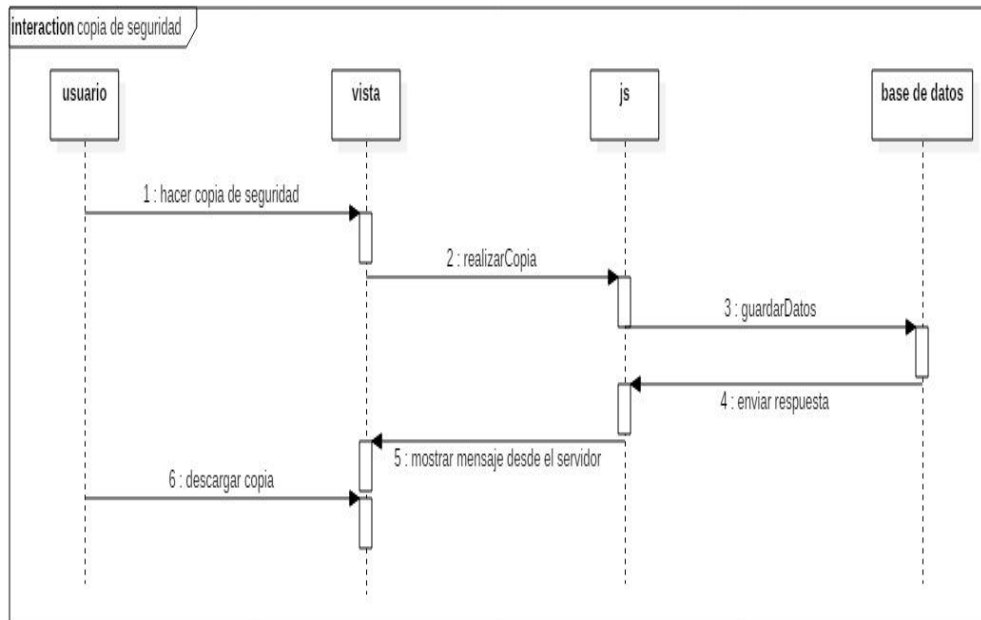 interaction copia de seguridad
usuario
vista
js
base de datos
1 : hacer copia de seguridad
2 : realizarCopia
3 : guardarDatos
4 : enviar respuesta
5 : mostrar mensaje desde el servidor
6 : descargar copia